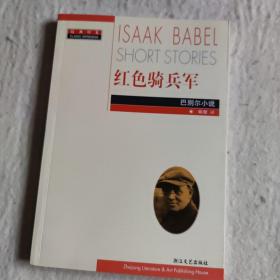 经典印象
CLASSIC IMPRESSION
ISAAK BABEL
SHORT STORIES
红色骑兵军
巴别尔小说
译
浙江文艺出版社
Zhejiang Literature & Art Publishing House